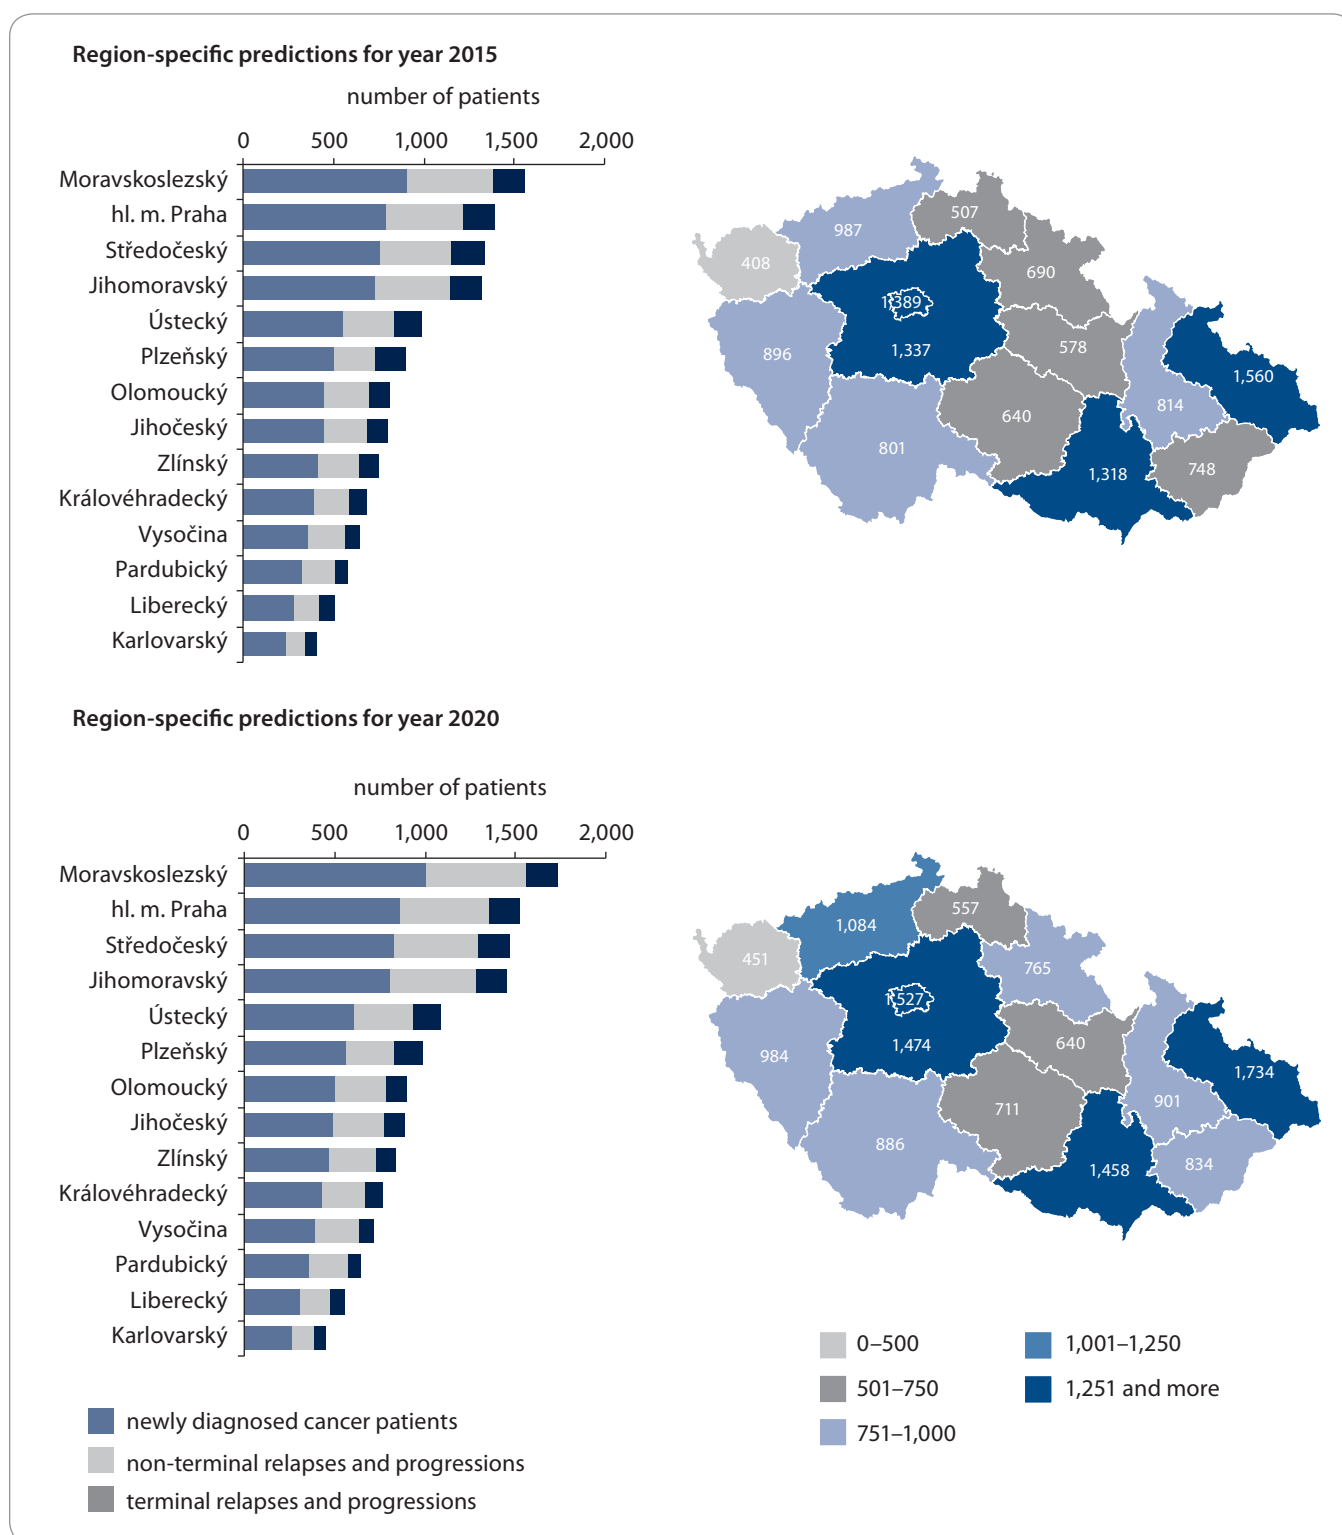 Region-specific predictions for year 2015
number of patients
0 500 1,000 1,500 2,000
Moravskoslezský
hl. m. Praha
Středočeský
Jihomoravský
Ústecký
Plzeňský
Olomoucký
Jihočeský
Zlínský
Královéhradecký
Vysočina
Pardubický
Liberecký
Karlovarský
507
987
408
690
1,389
578
896
1,337
1,560
814
640
801
748
1,318
Region-specific predictions for year 2020
number of patients
0 500 1,000 1,500 2,000
Moravskoslezský
hl. m. Praha
Středočeský
Jihomoravský
Ústecký
Plzeňský
Olomoucký
Jihočeský
Zlínský
Královéhradecký
Vysočina
Pardubický
Liberecký
Karlovarský
557
1,084
451
765
1,527
640
984
1,474
1,734
901
711
886
834
1,458
0–500
501–750
751–1,000
1,001–1,250
1,251 and more
newly diagnosed cancer patients
non-terminal relapses and progressions
terminal relapses and progressions